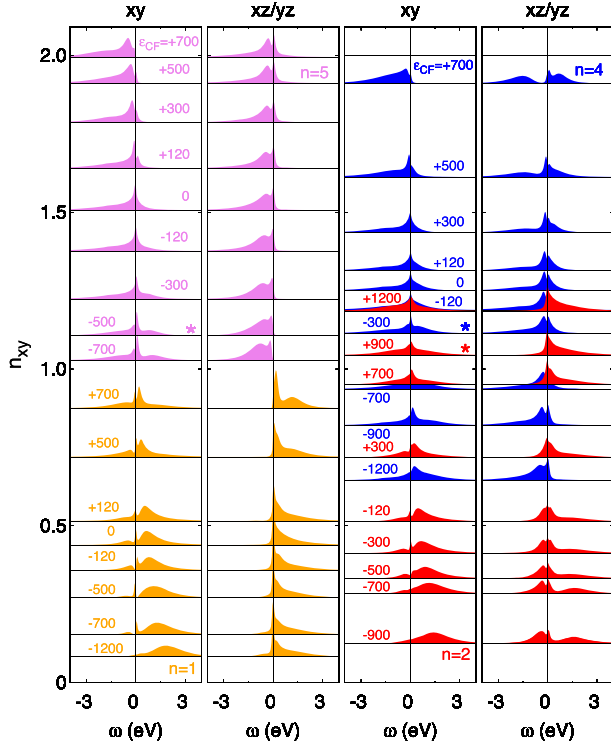 xy
xz/yz
xy
xz/yz
2.0
1.5
1.0
0.5
0
n_xy
ε_CF=+700
+500
+300
+120
0
-120
-300
-500
*
-700
n=5
+700
+500
+120
0
-120
-500
-700
-1200
n=1
ε_CF=+700
n=4
+500
+300
+120
0
+1200
-120
-300
*
+900
*
+700
-700
-900
+300
-1200
-120
-300
-500
-700
-900
n=2
-3 0 3
-3 0 3
-3 0 3
-3 0 3
ω (eV)
ω (eV)
ω (eV)
ω (eV)